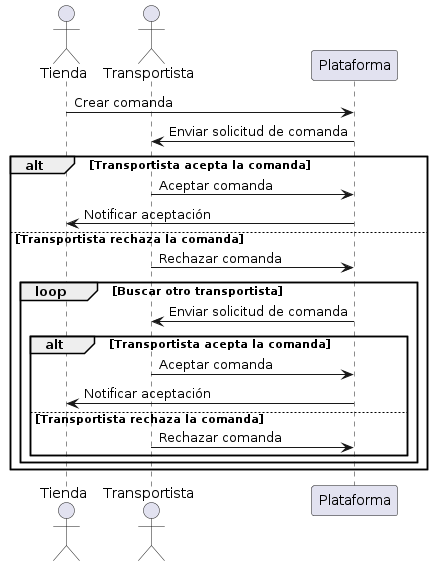 Tienda Transportista Plataforma
Crear comanda
Enviar solicitud de comanda
alt [Transportista acepta la comanda]
Aceptar comanda
Notificar aceptación
[Transportista rechaza la comanda]
Rechazar comanda
loop [Buscar otro transportista]
Enviar solicitud de comanda
alt [Transportista acepta la comanda]
Aceptar comanda
Notificar aceptación
[Transportista rechaza la comanda]
Rechazar comanda
Tienda Transportista Plataforma